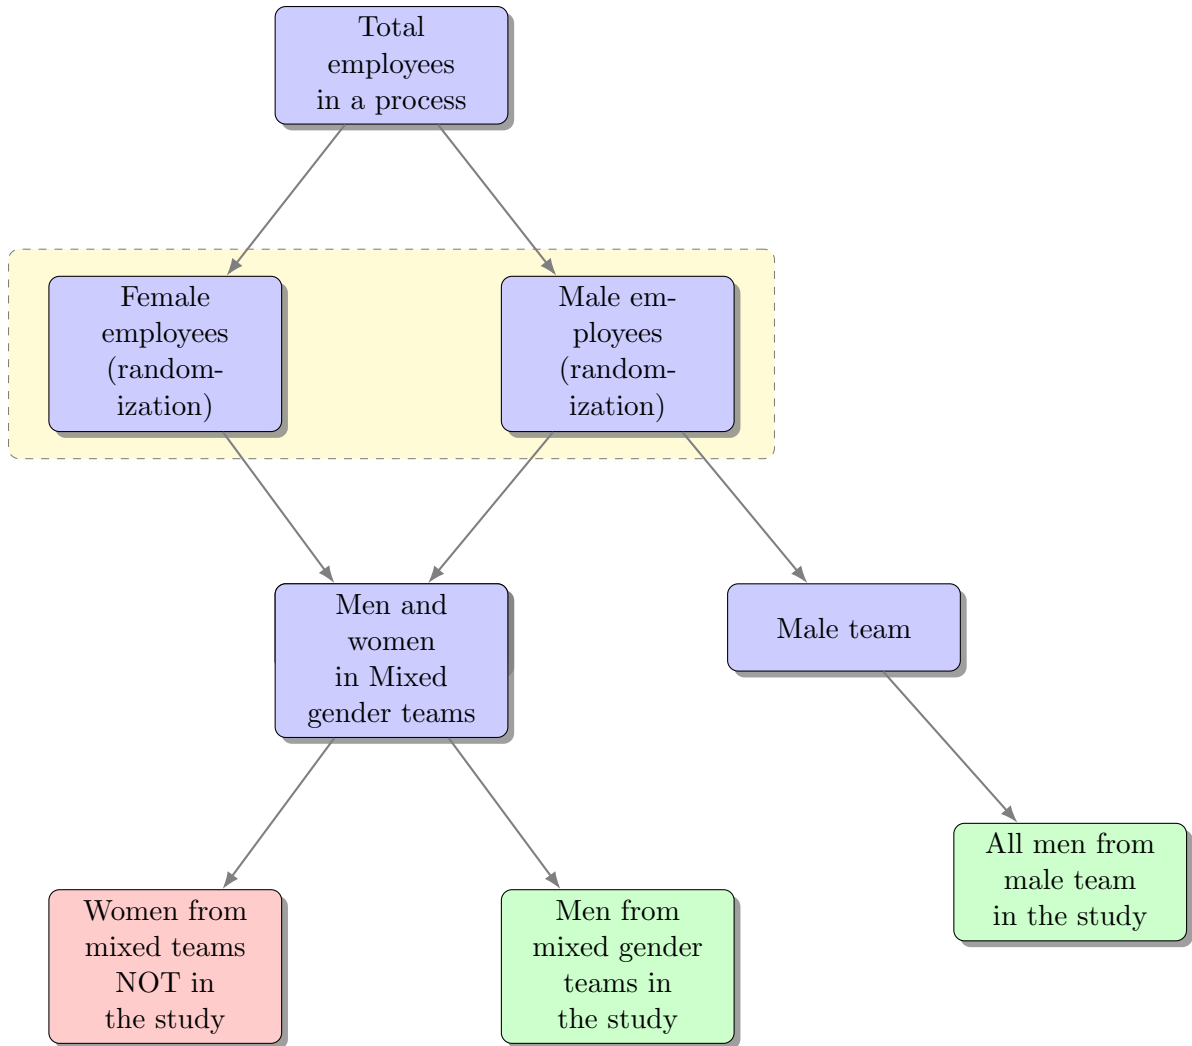 Total
employees
in a process
Female
employees
(random-
ization)
Male em-
ployees
(random-
ization)
Men and
women
in Mixed
gender teams
Male team
All men from
male team
in the study
Women from
mixed teams
NOT in
the study
Men from
mixed gender
teams in
the study